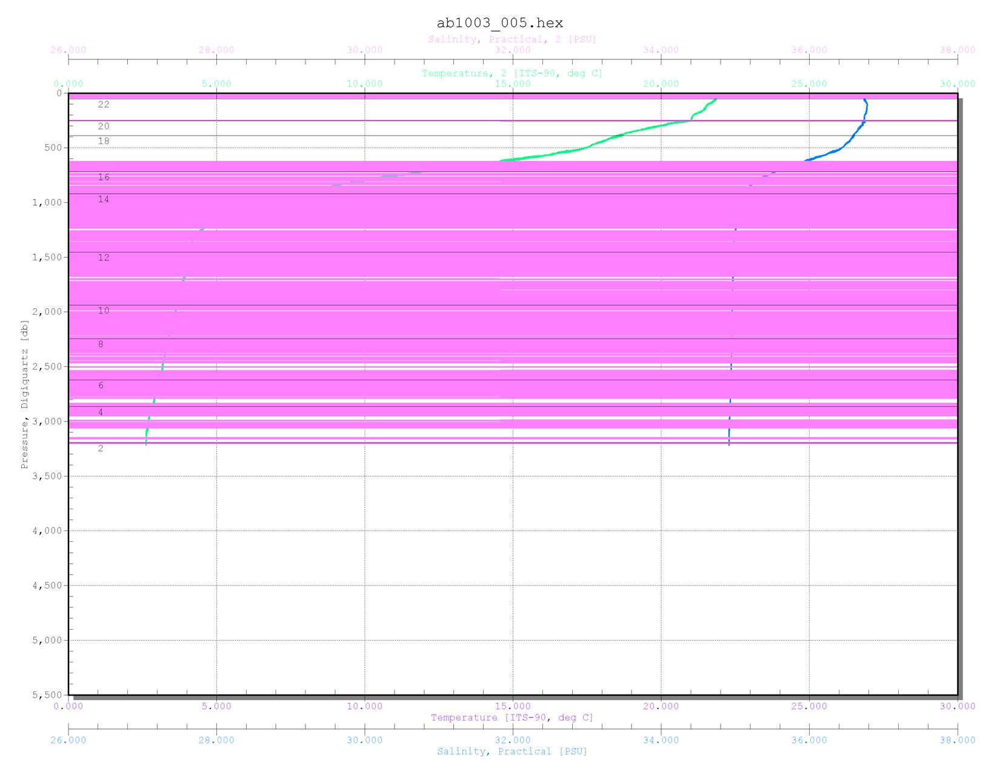 ab1003_005.hex
Salinity, Practical, 2 [PSU]
26.000 28.000 30.000 32.000 34.000 36.000 38.000
Temperature, 2 [ITS-90, deg C]
0.000 5.000 10.000 15.000 20.000 25.000 30.000
0
22
20
18
500
16
14
1,000
12
1,500
10
2,000
8
2,500
6
4
3,000
2
3,500
4,000
4,500
5,000
5,500
Pressure, Digiquartz [db]
0.000 5.000 10.000 15.000 20.000 25.000 30.000
Temperature [ITS-90, deg C]
26.000 28.000 30.000 32.000 34.000 36.000 38.000
Salinity, Practical [PSU]